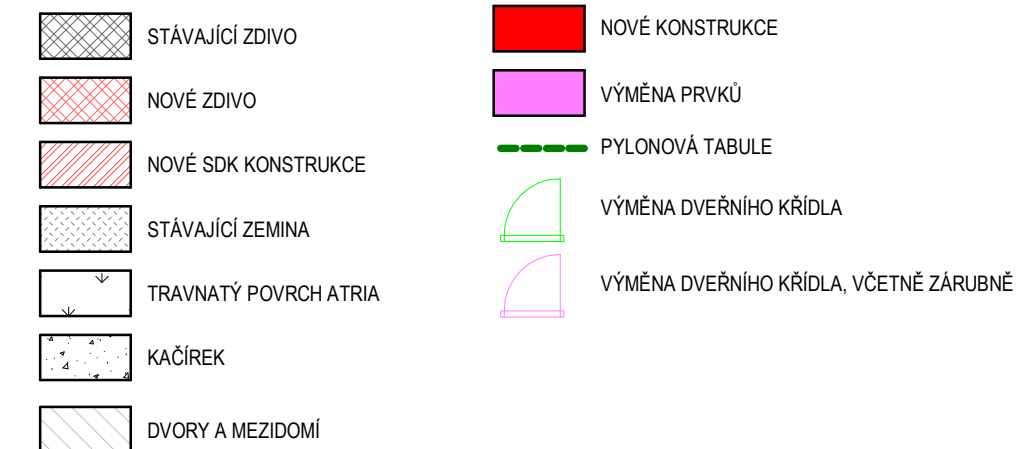 STÁVAJÍCÍ ZDIVO
NOVÉ ZDIVO
NOVÉ SDK KONSTRUKCE
STÁVAJÍCÍ ZEMINA
TRAVNATÝ POVRCH ATRIA
KAČÍREK
DVORY A MEZIDOMÍ
NOVÉ KONSTRUKCE
VÝMĚNA PRVKŮ
PYLONOVÁ TABULE
VÝMĚNA DVEŘNÍHO KŘÍDLA
VÝMĚNA DVEŘNÍHO KŘÍDLA, VČETNĚ ZÁRUBNĚ